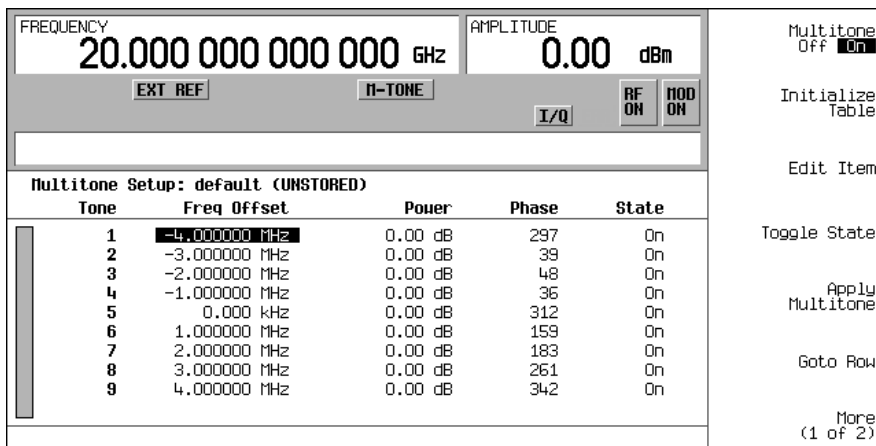 FREQUENCY
20.000 000 000 000 GHz
AMPLITUDE
0.00 dBm
EXT REF
M-TONE
I/Q
RF ON
MOD ON
Multitone Setup: default (UNSTORED)
Tone Freq Offset Power Phase State
1 -4.000000 MHz 0.00 dB 297 On
2 -3.000000 MHz 0.00 dB 39 On
3 -2.000000 MHz 0.00 dB 48 On
4 -1.000000 MHz 0.00 dB 36 On
5 0.000 kHz 0.00 dB 312 On
6 1.000000 MHz 0.00 dB 159 On
7 2.000000 MHz 0.00 dB 183 On
8 3.000000 MHz 0.00 dB 261 On
9 4.000000 MHz 0.00 dB 342 On
Multitone
Off On
Initialize
Table
Edit Item
Toggle State
Apply
Multitone
Goto Row
More
(1 of 2)